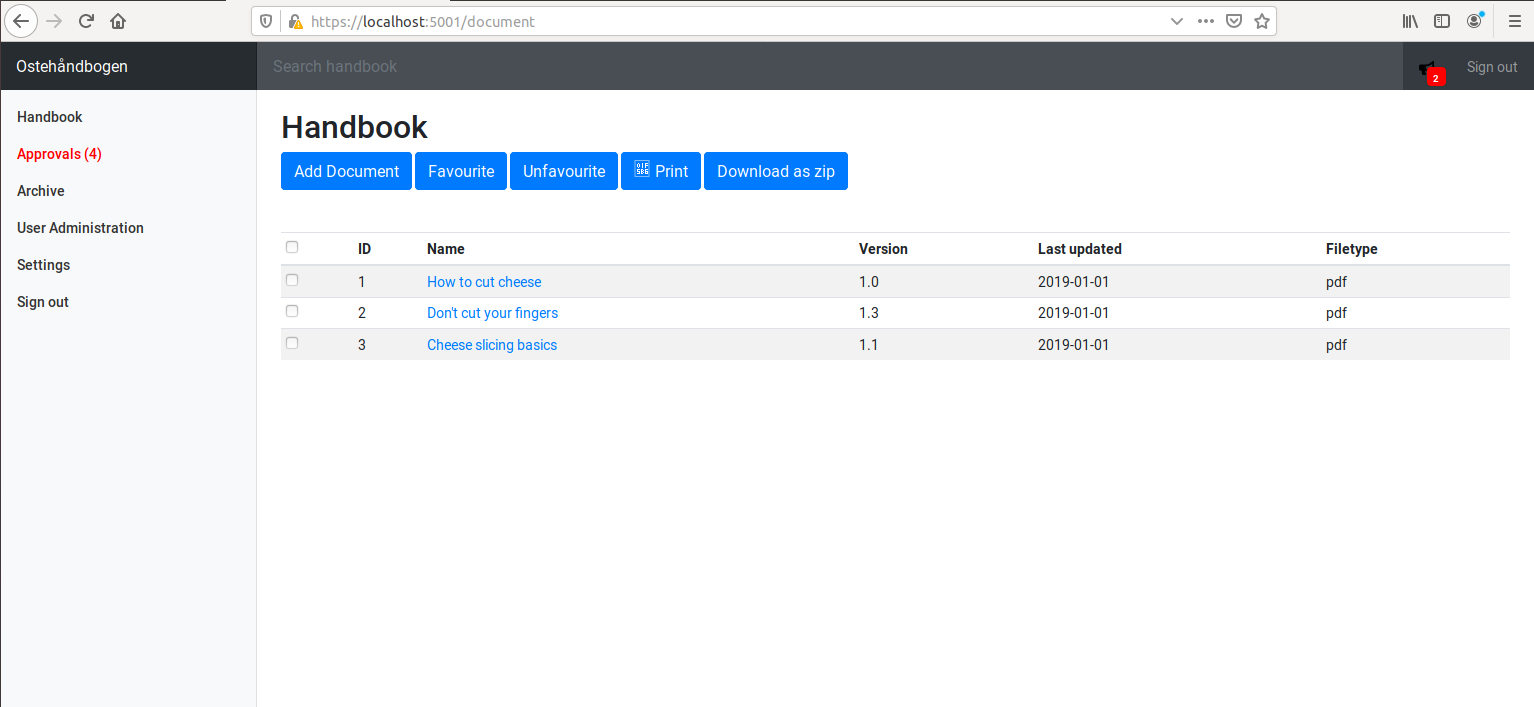 https://localhost:5001/document
Ostehåndbogen
Search handbook
2
Sign out
Handbook
Approvals (4)
Archive
User Administration
Settings
Sign out
Handbook
Add Document
Favourite
Unfavourite
Print
Download as zip
ID Name Version Last updated Filetype
1 How to cut cheese 1.0 2019-01-01 pdf
2 Don't cut your fingers 1.3 2019-01-01 pdf
3 Cheese slicing basics 1.1 2019-01-01 pdf